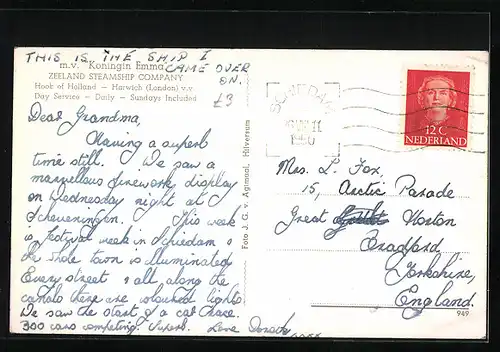 THIS IS THE SHIP I
CAME OVER
ON.
m.v. Koningin Emma
ZEELAND STEAMSHIP COMPANY
Hook of Holland – Harwich (London) v.v.
Day Service - Daily - Sundays Included
£3
Dear Grandma,
Having a superb
time still. We saw a
marvellous firework display
on Wednesday night at
Scheveningen. This week
is festival week in Schiedam &
the whole town is illuminated
Every street & all along the
canals there are coloured lights.
We saw the start of a car race.
300 cars competing. Superb. Love
Foto J. G. v. Agtmaal, Hilversum
SCHIEDAM
12 C
NEDERLAND
Mrs. L. Fox,
15, Arctic Parade
Great Horton
Bradford
Yorkshire,
England.
949